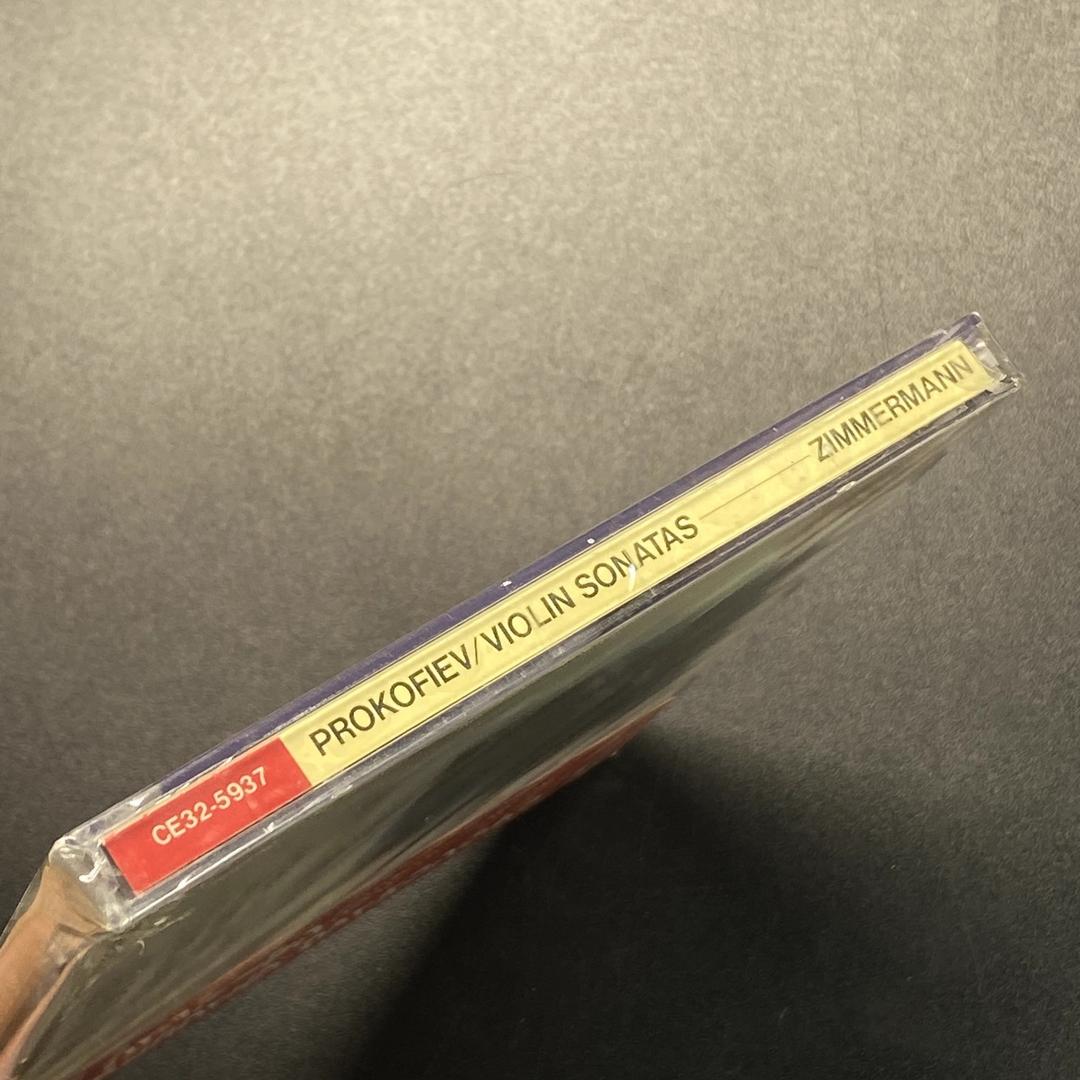 CE32-5937 PROKOFIEV/VIOLIN SONATAS ZIMMERMANN